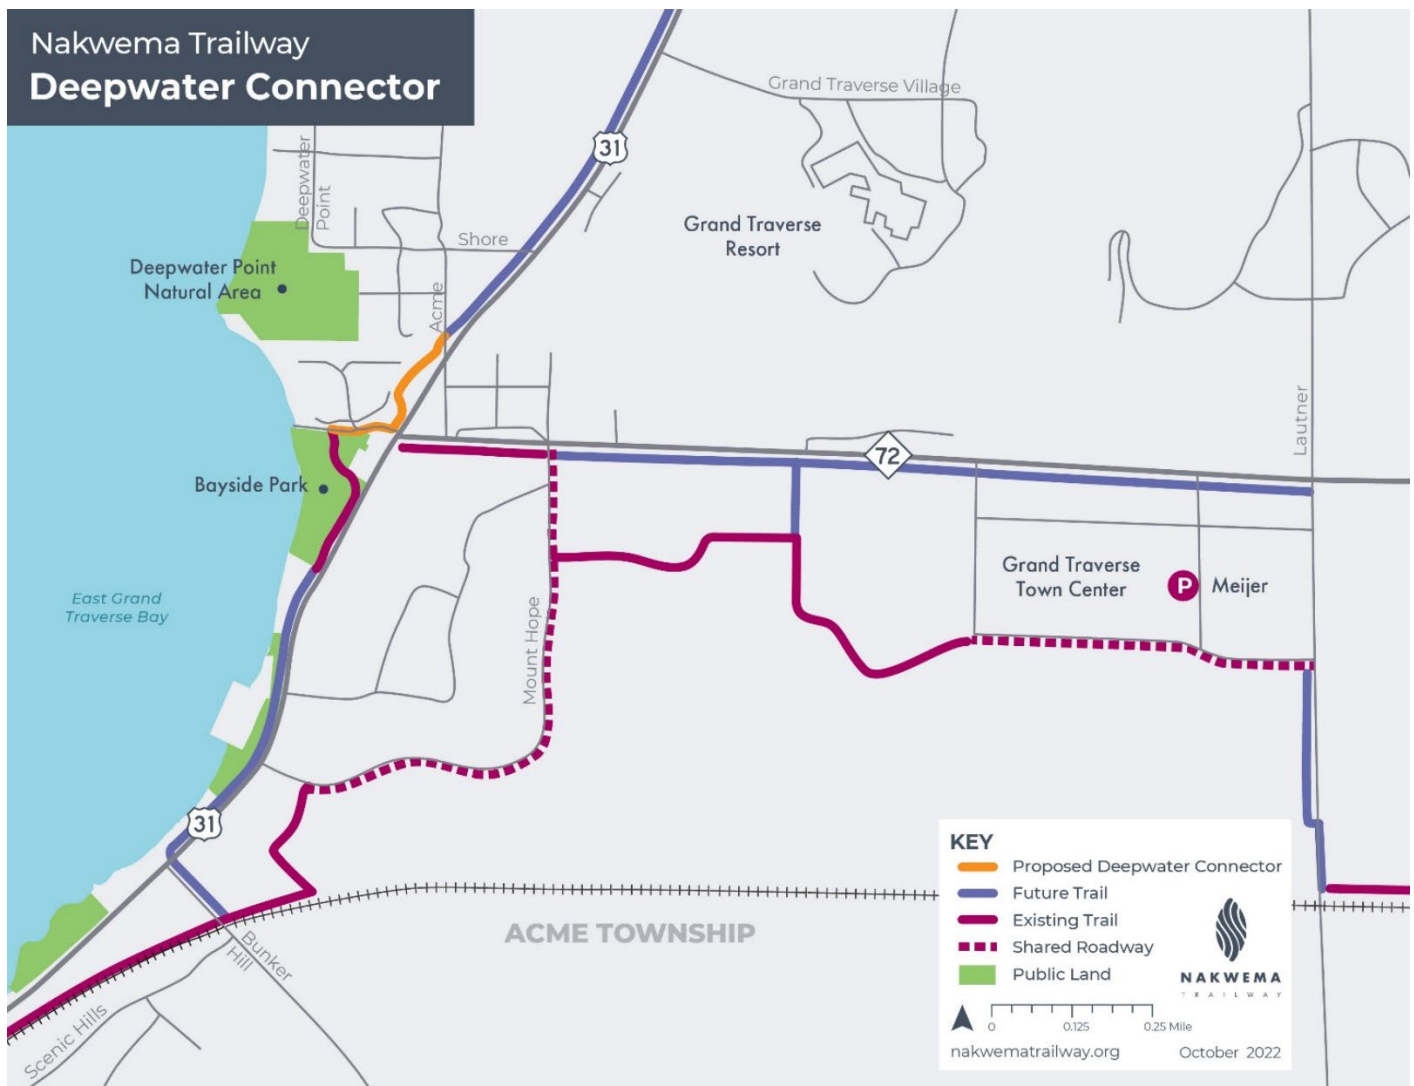 Nakwema Trailway
Deepwater Connector
Grand Traverse Village
31
Deepwater
Point
Shore
Grand Traverse
Resort
Deepwater Point
Natural Area
Acme
Lautner
72
Bayside Park
Grand Traverse
Town Center
P
Meijer
East Grand
Traverse Bay
Mount Hope
31
KEY
Proposed Deepwater Connector
Future Trail
Existing Trail
Shared Roadway
Public Land
NAKWEMA
TRAILWAY
0 0.125 0.25 Mile
nakwematrailway.org October 2022
ACME TOWNSHIP
Bunker
Hill
Scenic Hills